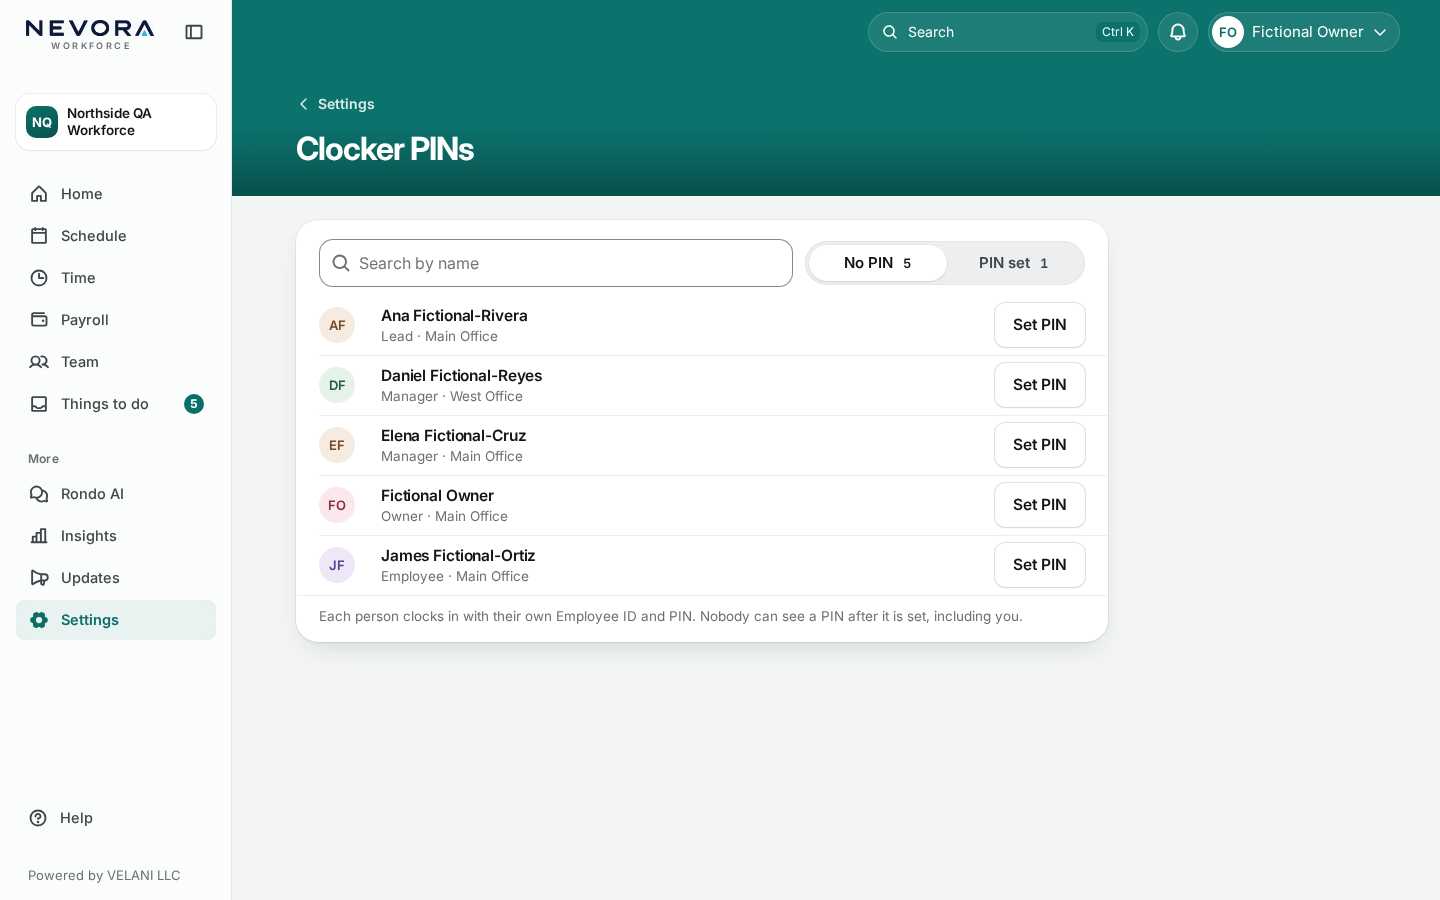 NEVORA
WORKFORCE
Search
Ctrl K
FO
Fictional Owner
NQ
Northside QA
Workforce
Home
Schedule
Time
Payroll
Team
Things to do
5
More
Rondo AI
Insights
Updates
Settings
Help
Powered by VELANI LLC
Settings
Clocker PINs
Search by name
No PIN 5
PIN set 1
AF
Ana Fictional-Rivera
Lead · Main Office
Set PIN
DF
Daniel Fictional-Reyes
Manager · West Office
Set PIN
EF
Elena Fictional-Cruz
Manager · Main Office
Set PIN
FO
Fictional Owner
Owner · Main Office
Set PIN
JF
James Fictional-Ortiz
Employee · Main Office
Set PIN
Each person clocks in with their own Employee ID and PIN. Nobody can see a PIN after it is set, including you.